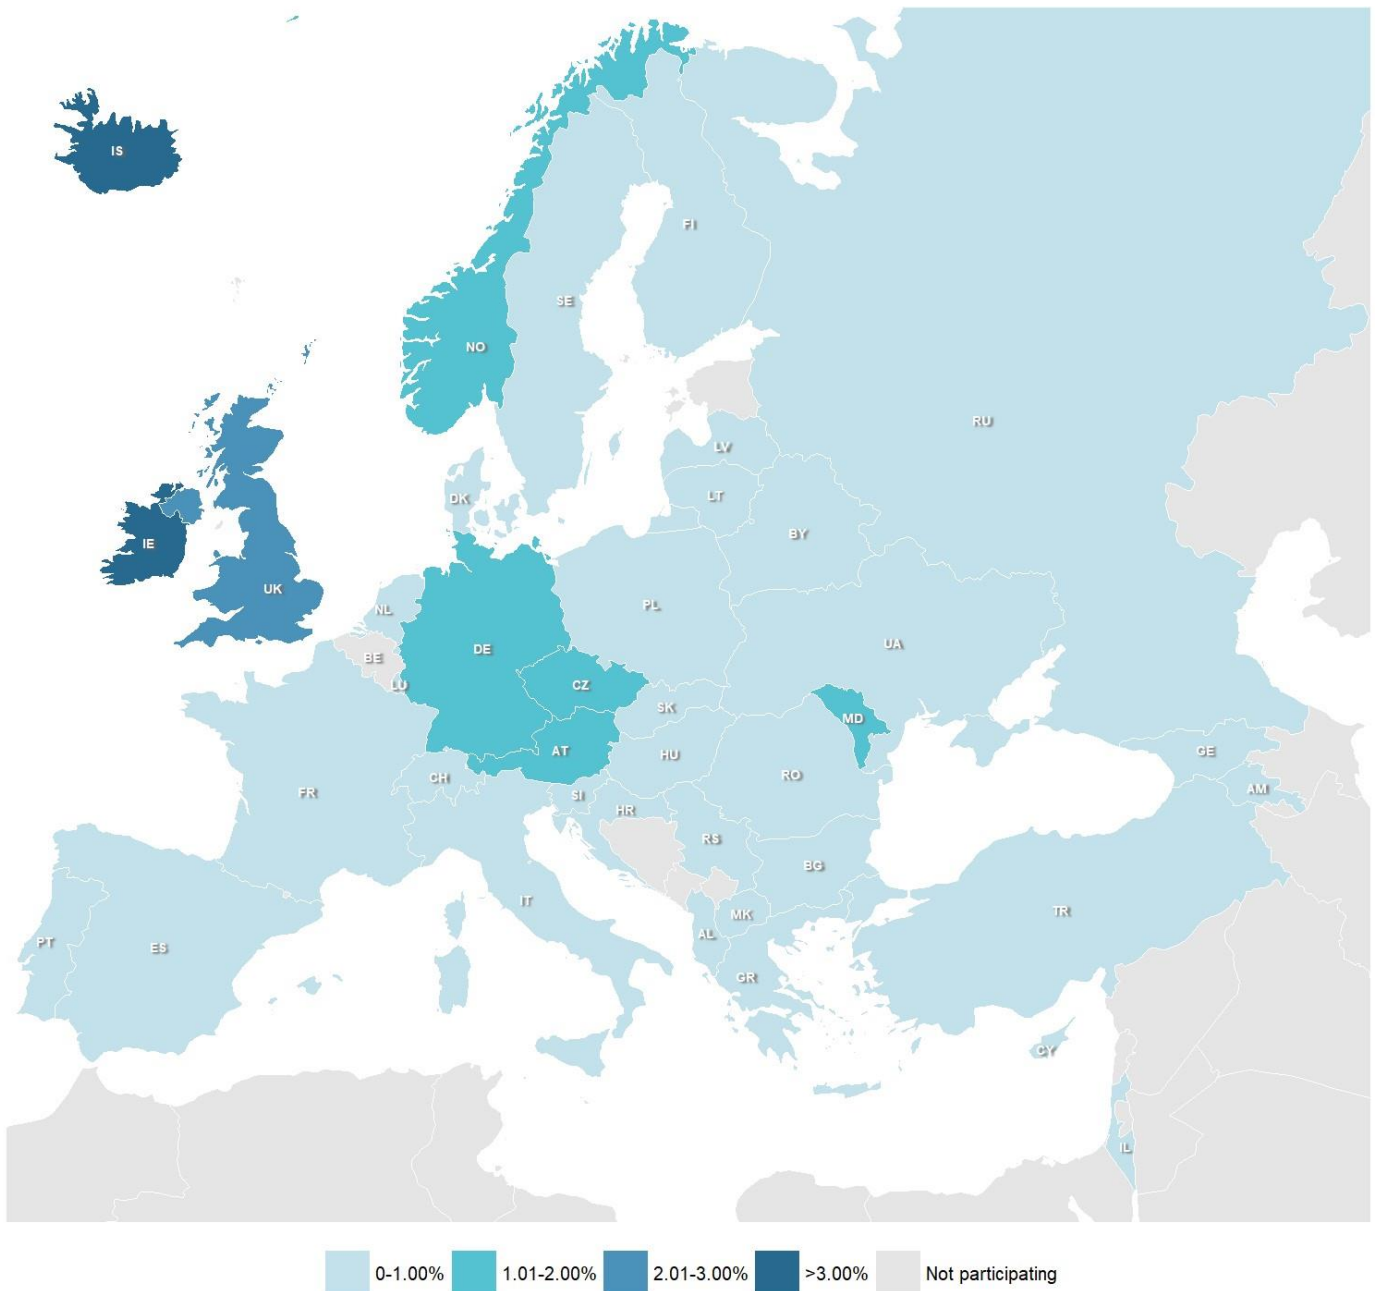 IS
FI
SE
NO
RU
LV
DK
LT
BY
IE
UK
NL
PL
DE
UA
BE
LU
CZ
SK
MD
AT
HU
GE
CH
RO
AM
FR
SI
HR
RS
BG
IT
MK
TR
PT
ES
AL
GR
CY
IL
0-1.00% 1.01-2.00% 2.01-3.00% >3.00% Not participating